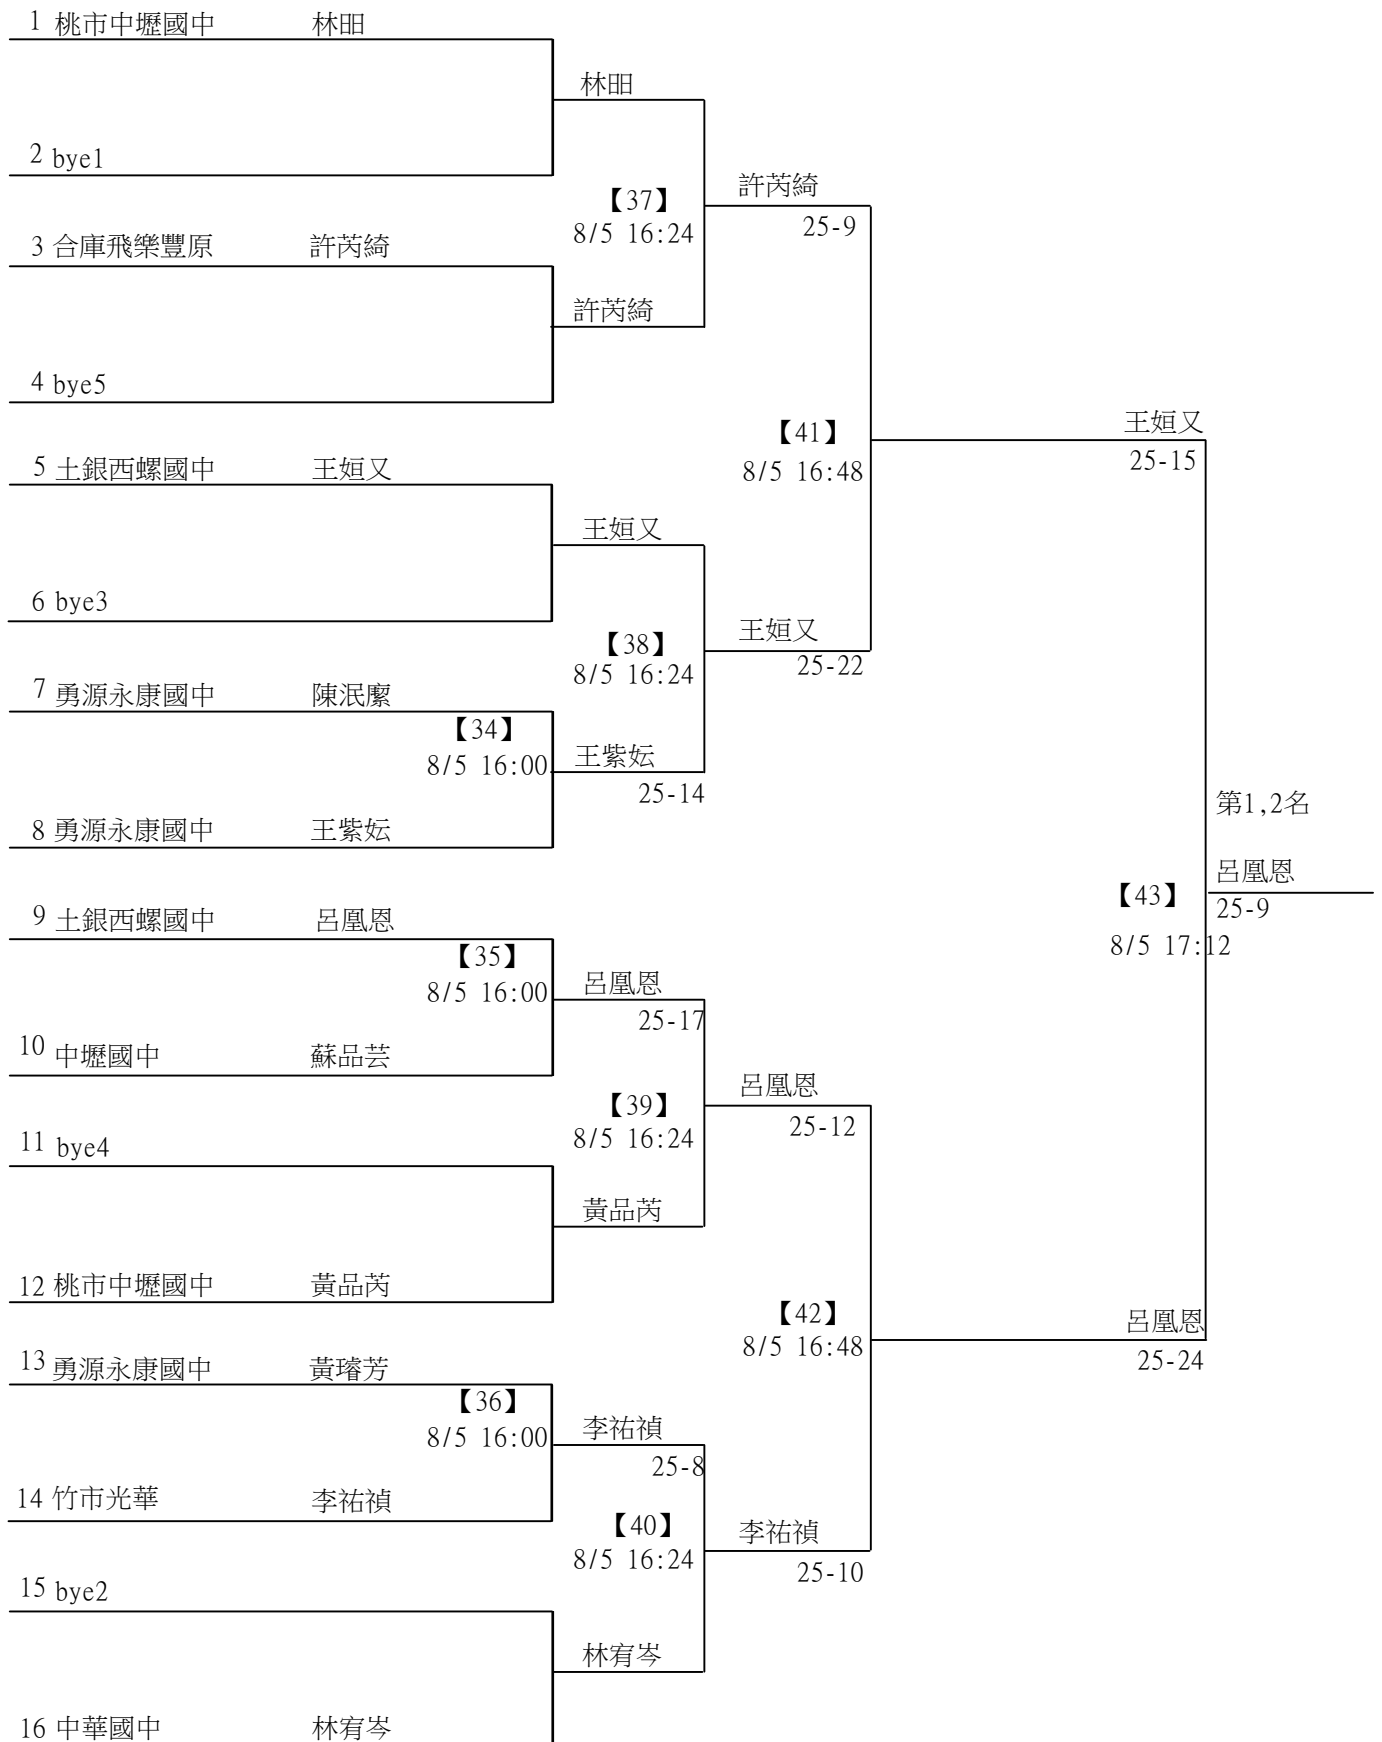 1 桃市中壢國中 林昍
林昍
2 bye1
【37】
8/5 16:24
許芮綺
25-9
3 合庫飛樂豐原 許芮綺
許芮綺
4 bye5
【41】
8/5 16:48
王姮又
25-15
5 土銀西螺國中 王姮又
王姮又
6 bye3
【38】
8/5 16:24
王姮又
25-22
7 勇源永康國中 陳泯縻
【34】
8/5 16:00
王紫妘
25-14
8 勇源永康國中 王紫妘
第1,2名
呂凰恩
25-9
【43】
8/5 17:12
9 土銀西螺國中 呂凰恩
【35】
8/5 16:00
呂凰恩
25-17
10 中壢國中 蘇品芸
【39】
8/5 16:24
呂凰恩
25-12
11 bye4
黃品芮
12 桃市中壢國中 黃品芮
【42】
8/5 16:48
呂凰恩
25-24
13 勇源永康國中 黃璿芳
【36】
8/5 16:00
李祐禎
25-8
14 竹市光華 李祐禎
【40】
8/5 16:24
李祐禎
25-10
15 bye2
林宥岑
16 中華國中 林宥岑